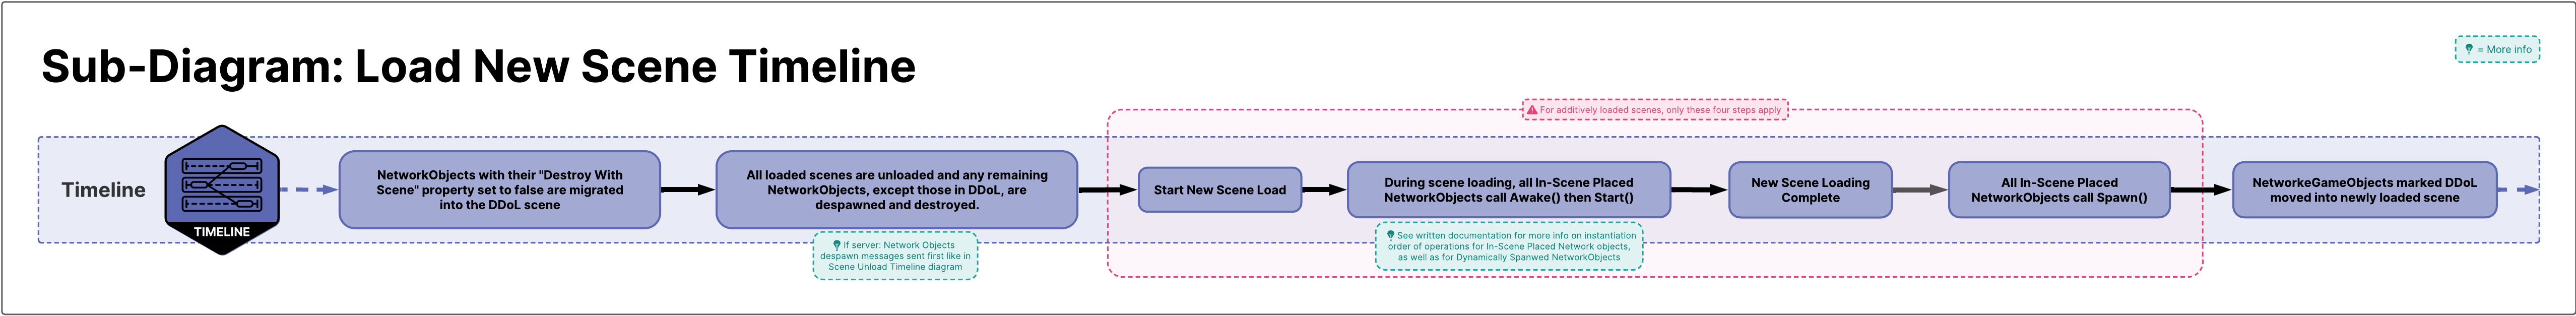 Sub-Diagram: Load New Scene Timeline
= More info
For additively loaded scenes, only these four steps apply
Timeline
TIMELINE
NetworkObjects with their "Destroy With
Scene" property set to false are migrated
into the DDoL scene
All loaded scenes are unloaded and any remaining
NetworkObjects, except those in DDoL, are
despawned and destroyed.
If server: Network Objects
despawn messages sent first like in
Scene Unload Timeline diagram
Start New Scene Load
During scene loading, all In-Scene Placed
NetworkObjects call Awake() then Start()
See written documentation for more info on instantiation
order of operations for In-Scene Placed Network objects,
as well as for Dynamically Spanwed NetworkObjects
New Scene Loading
Complete
All In-Scene Placed
NetworkObjects call Spawn()
NetworkeGameObjects marked DDoL
moved into newly loaded scene